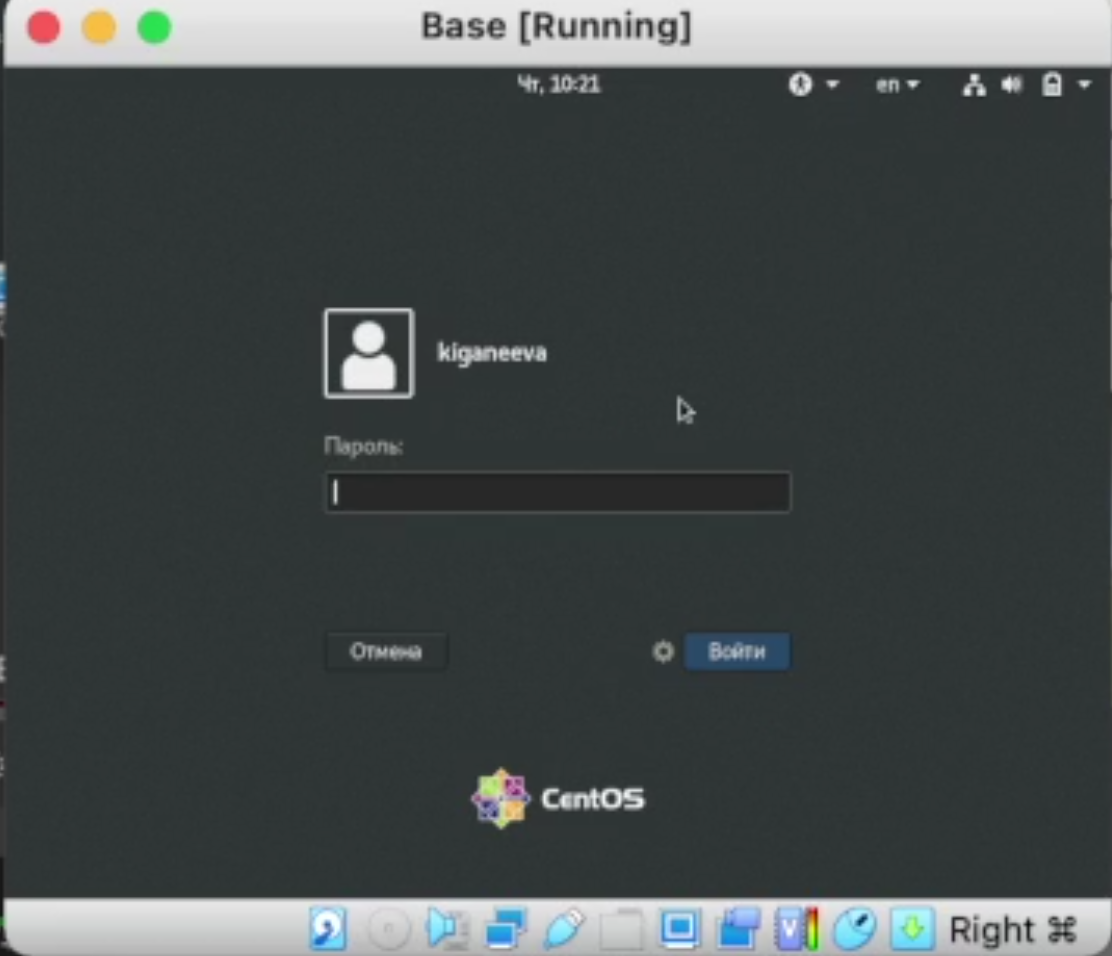 Base [Running]
Чт, 10:21 en
kiganeeva
Пароль:
Отмена Войти
CentOS
Right ⌘